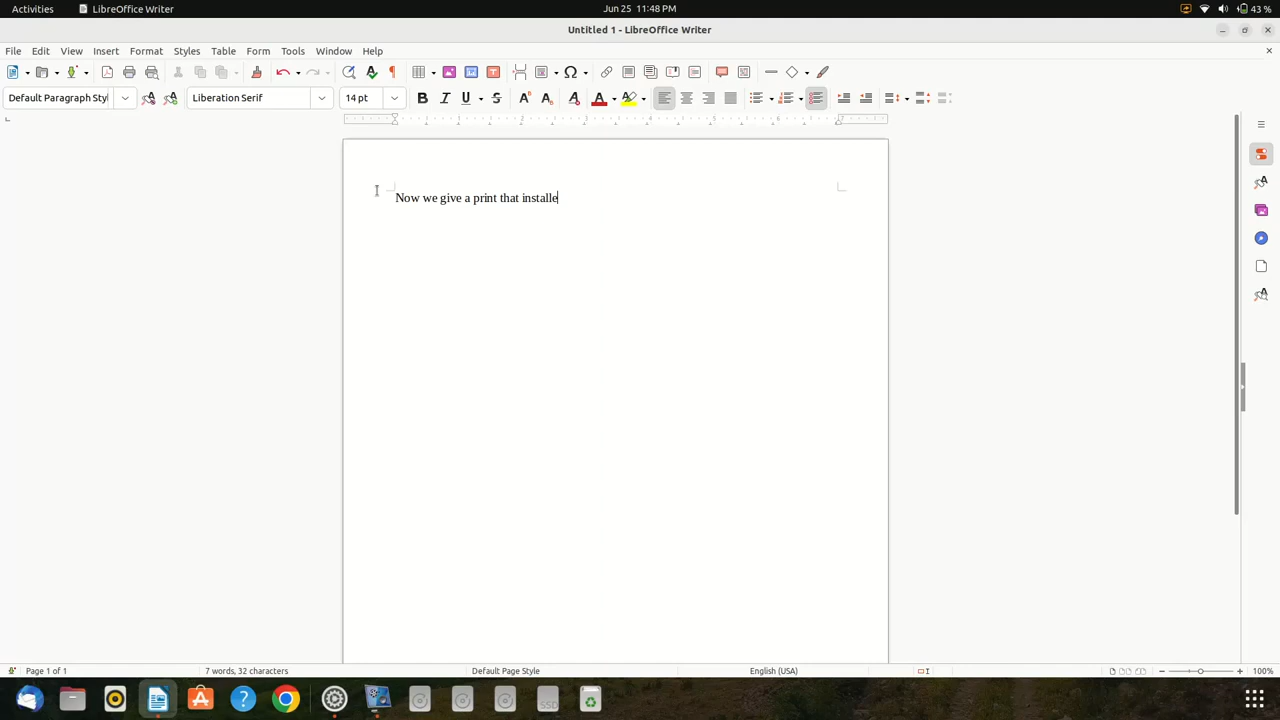 Activities LibreOffice Writer Jun 25 11:48 PM 43 %
Untitled 1 - LibreOffice Writer
File Edit View Insert Format Styles Table Form Tools Window Help
Default Paragraph Styl Liberation Serif 14 pt
Now we give a print that installe
Page 1 of 1 7 words, 32 characters Default Page Style English (USA) 100%
SSD